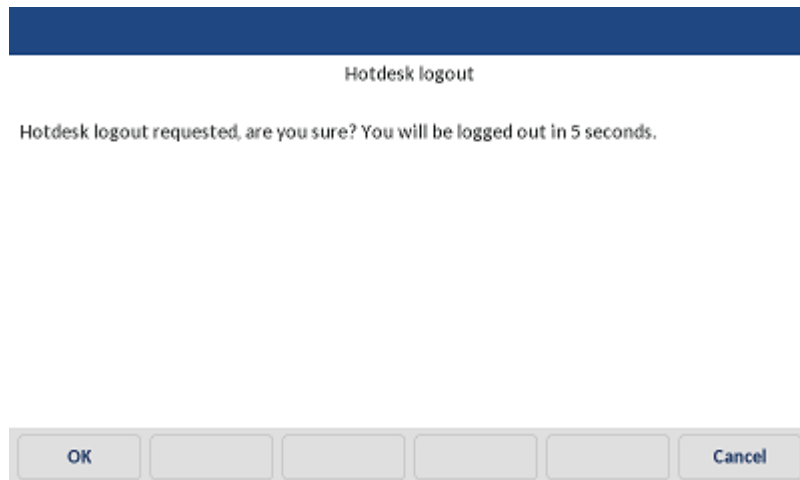 Hotdesk logout
Hotdesk logout requested, are you sure? You will be logged out in 5 seconds.
OK
Cancel